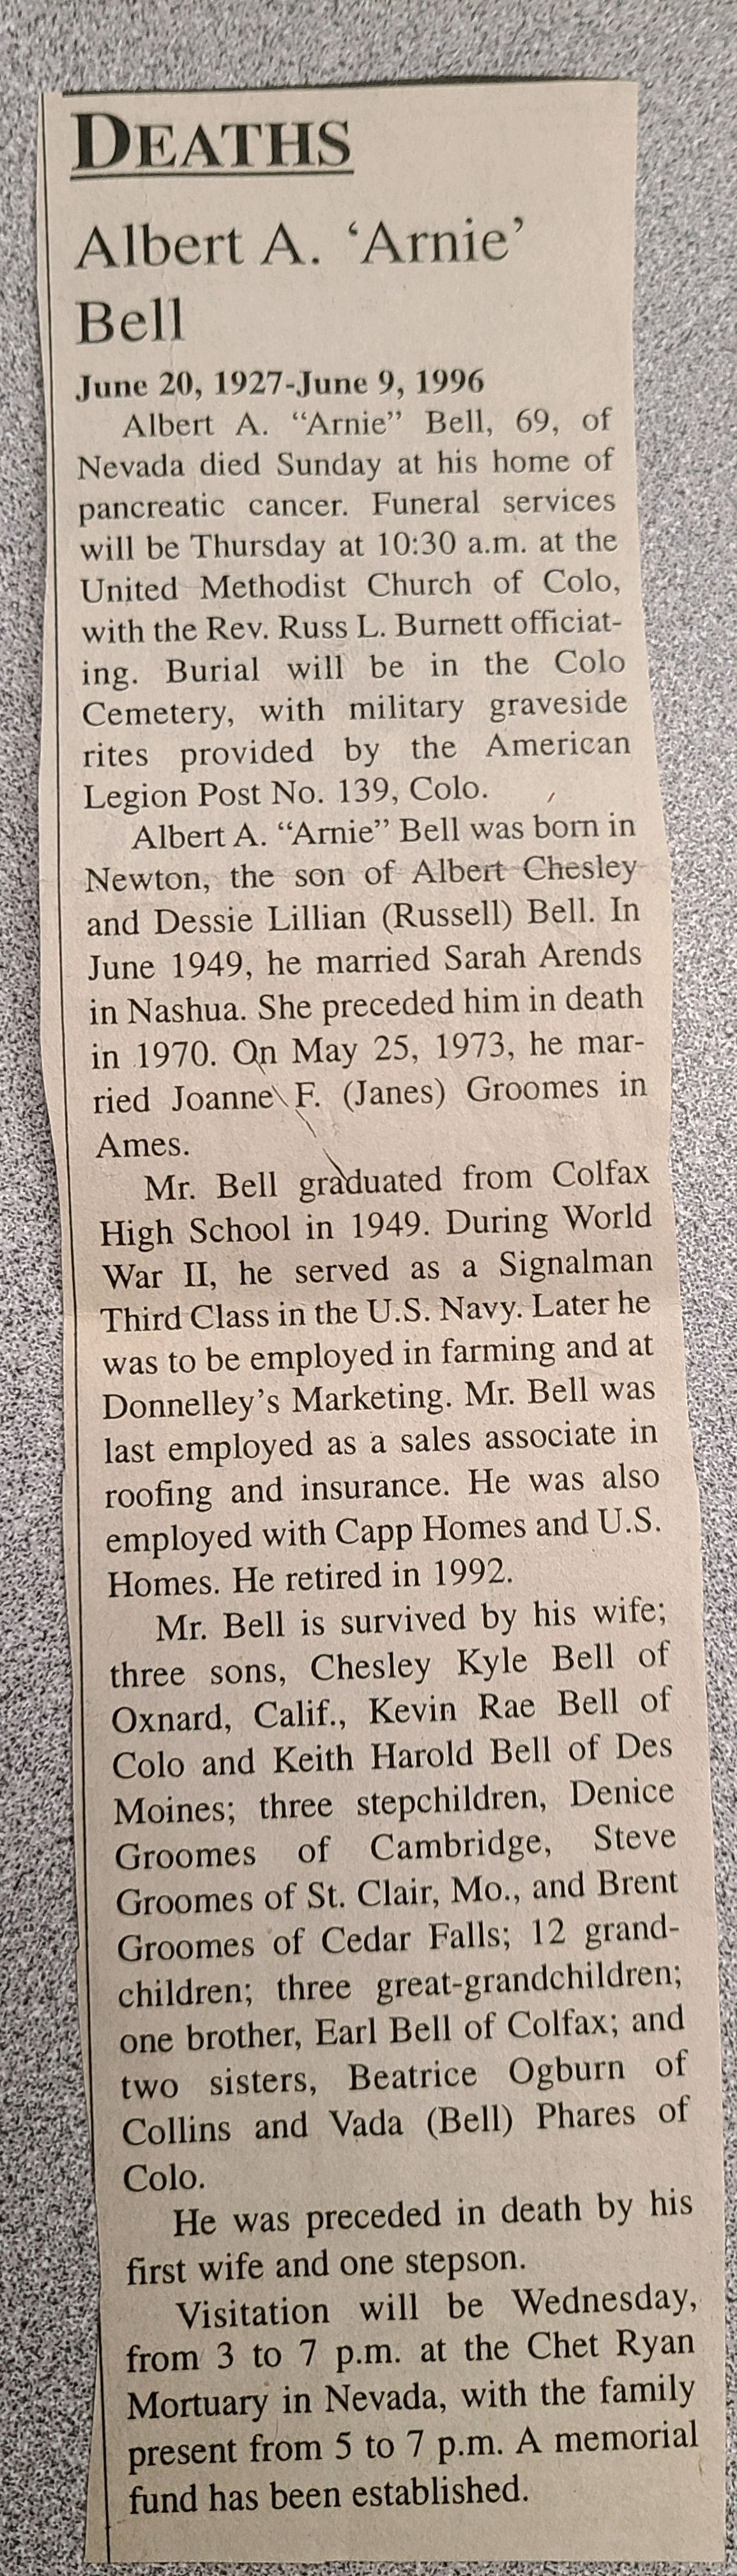 DEATHS
Albert A. ‘Arnie’
Bell
June 20, 1927-June 9, 1996
Albert A. “Arnie” Bell, 69, of
Nevada died Sunday at his home of
pancreatic cancer. Funeral services
will be Thursday at 10:30 a.m. at the
United Methodist Church of Colo,
with the Rev. Russ L. Burnett officiat-
ing. Burial will be in the Colo
Cemetery, with military graveside
rites provided by the American
Legion Post No. 139, Colo.
Albert A. “Arnie” Bell was born in
Newton, the son of Albert Chesley
and Dessie Lillian (Russell) Bell. In
June 1949, he married Sarah Arends
in Nashua. She preceded him in death
in 1970. On May 25, 1973, he mar-
ried Joanne F. (Janes) Groomes in
Ames.
Mr. Bell graduated from Colfax
High School in 1949. During World
War II, he served as a Signalman
Third Class in the U.S. Navy. Later he
was to be employed in farming and at
Donnelley’s Marketing. Mr. Bell was
last employed as a sales associate in
roofing and insurance. He was also
employed with Capp Homes and U.S.
Homes. He retired in 1992.
Mr. Bell is survived by his wife;
three sons, Chesley Kyle Bell of
Oxnard, Calif., Kevin Rae Bell of
Colo and Keith Harold Bell of Des
Moines; three stepchildren, Denice
Groomes of Cambridge, Steve
Groomes of St. Clair, Mo., and Brent
Groomes of Cedar Falls; 12 grand-
children; three great-grandchildren;
one brother, Earl Bell of Colfax; and
two sisters, Beatrice Ogburn of
Collins and Vada (Bell) Phares of
Colo.
He was preceded in death by his
first wife and one stepson.
Visitation will be Wednesday,
from 3 to 7 p.m. at the Chet Ryan
Mortuary in Nevada, with the family
present from 5 to 7 p.m. A memorial
fund has been established.